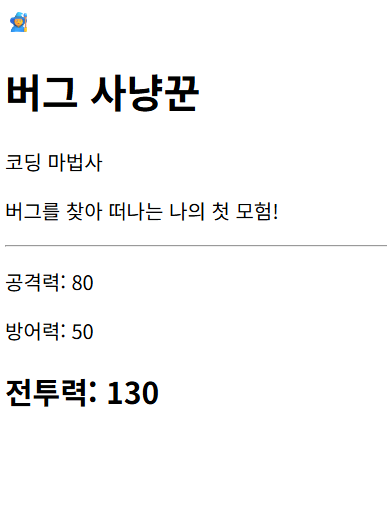 버그 사냥꾼
코딩 마법사
버그를 찾아 떠나는 나의 첫 모험!
공격력: 80
방어력: 50
전투력: 130